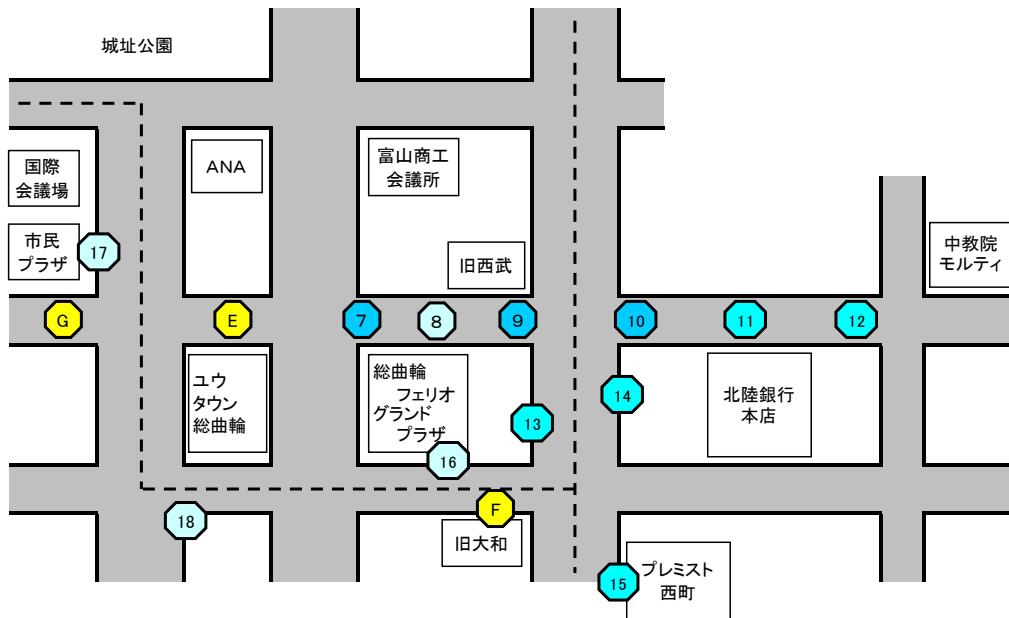 城址公園
国際
会議場
ANA
富山商工
会議所
市民
プラザ
17
旧西武
中教院
モルティ
G
E
7
8
9
10
11
12
ユウ
タウン
総曲輪
総曲輪
フェリオ
グランド
プラザ
13
14
北陸銀行
本店
16
18
F
旧大和
15
プレミスト
西町